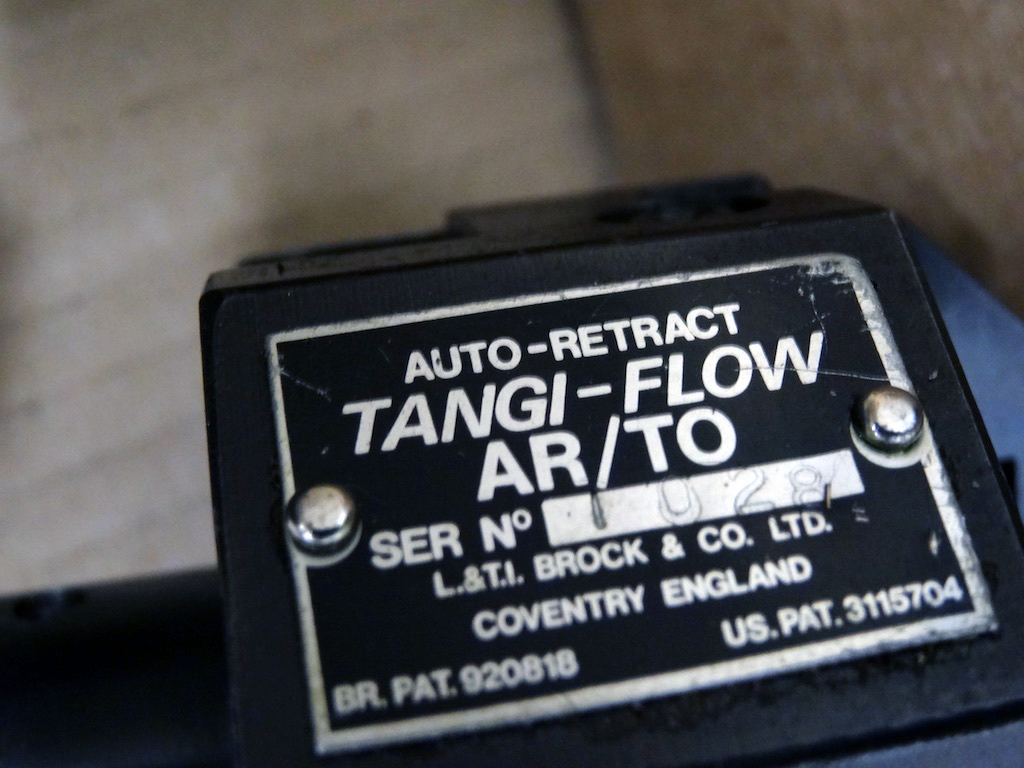 AUTO-RETRACT
TANGI-FLOW
AR/TO
SER Nº 1028
L.&T.I. BROCK & CO. LTD.
COVENTRY ENGLAND
BR. PAT. 920818 US. PAT. 3115704